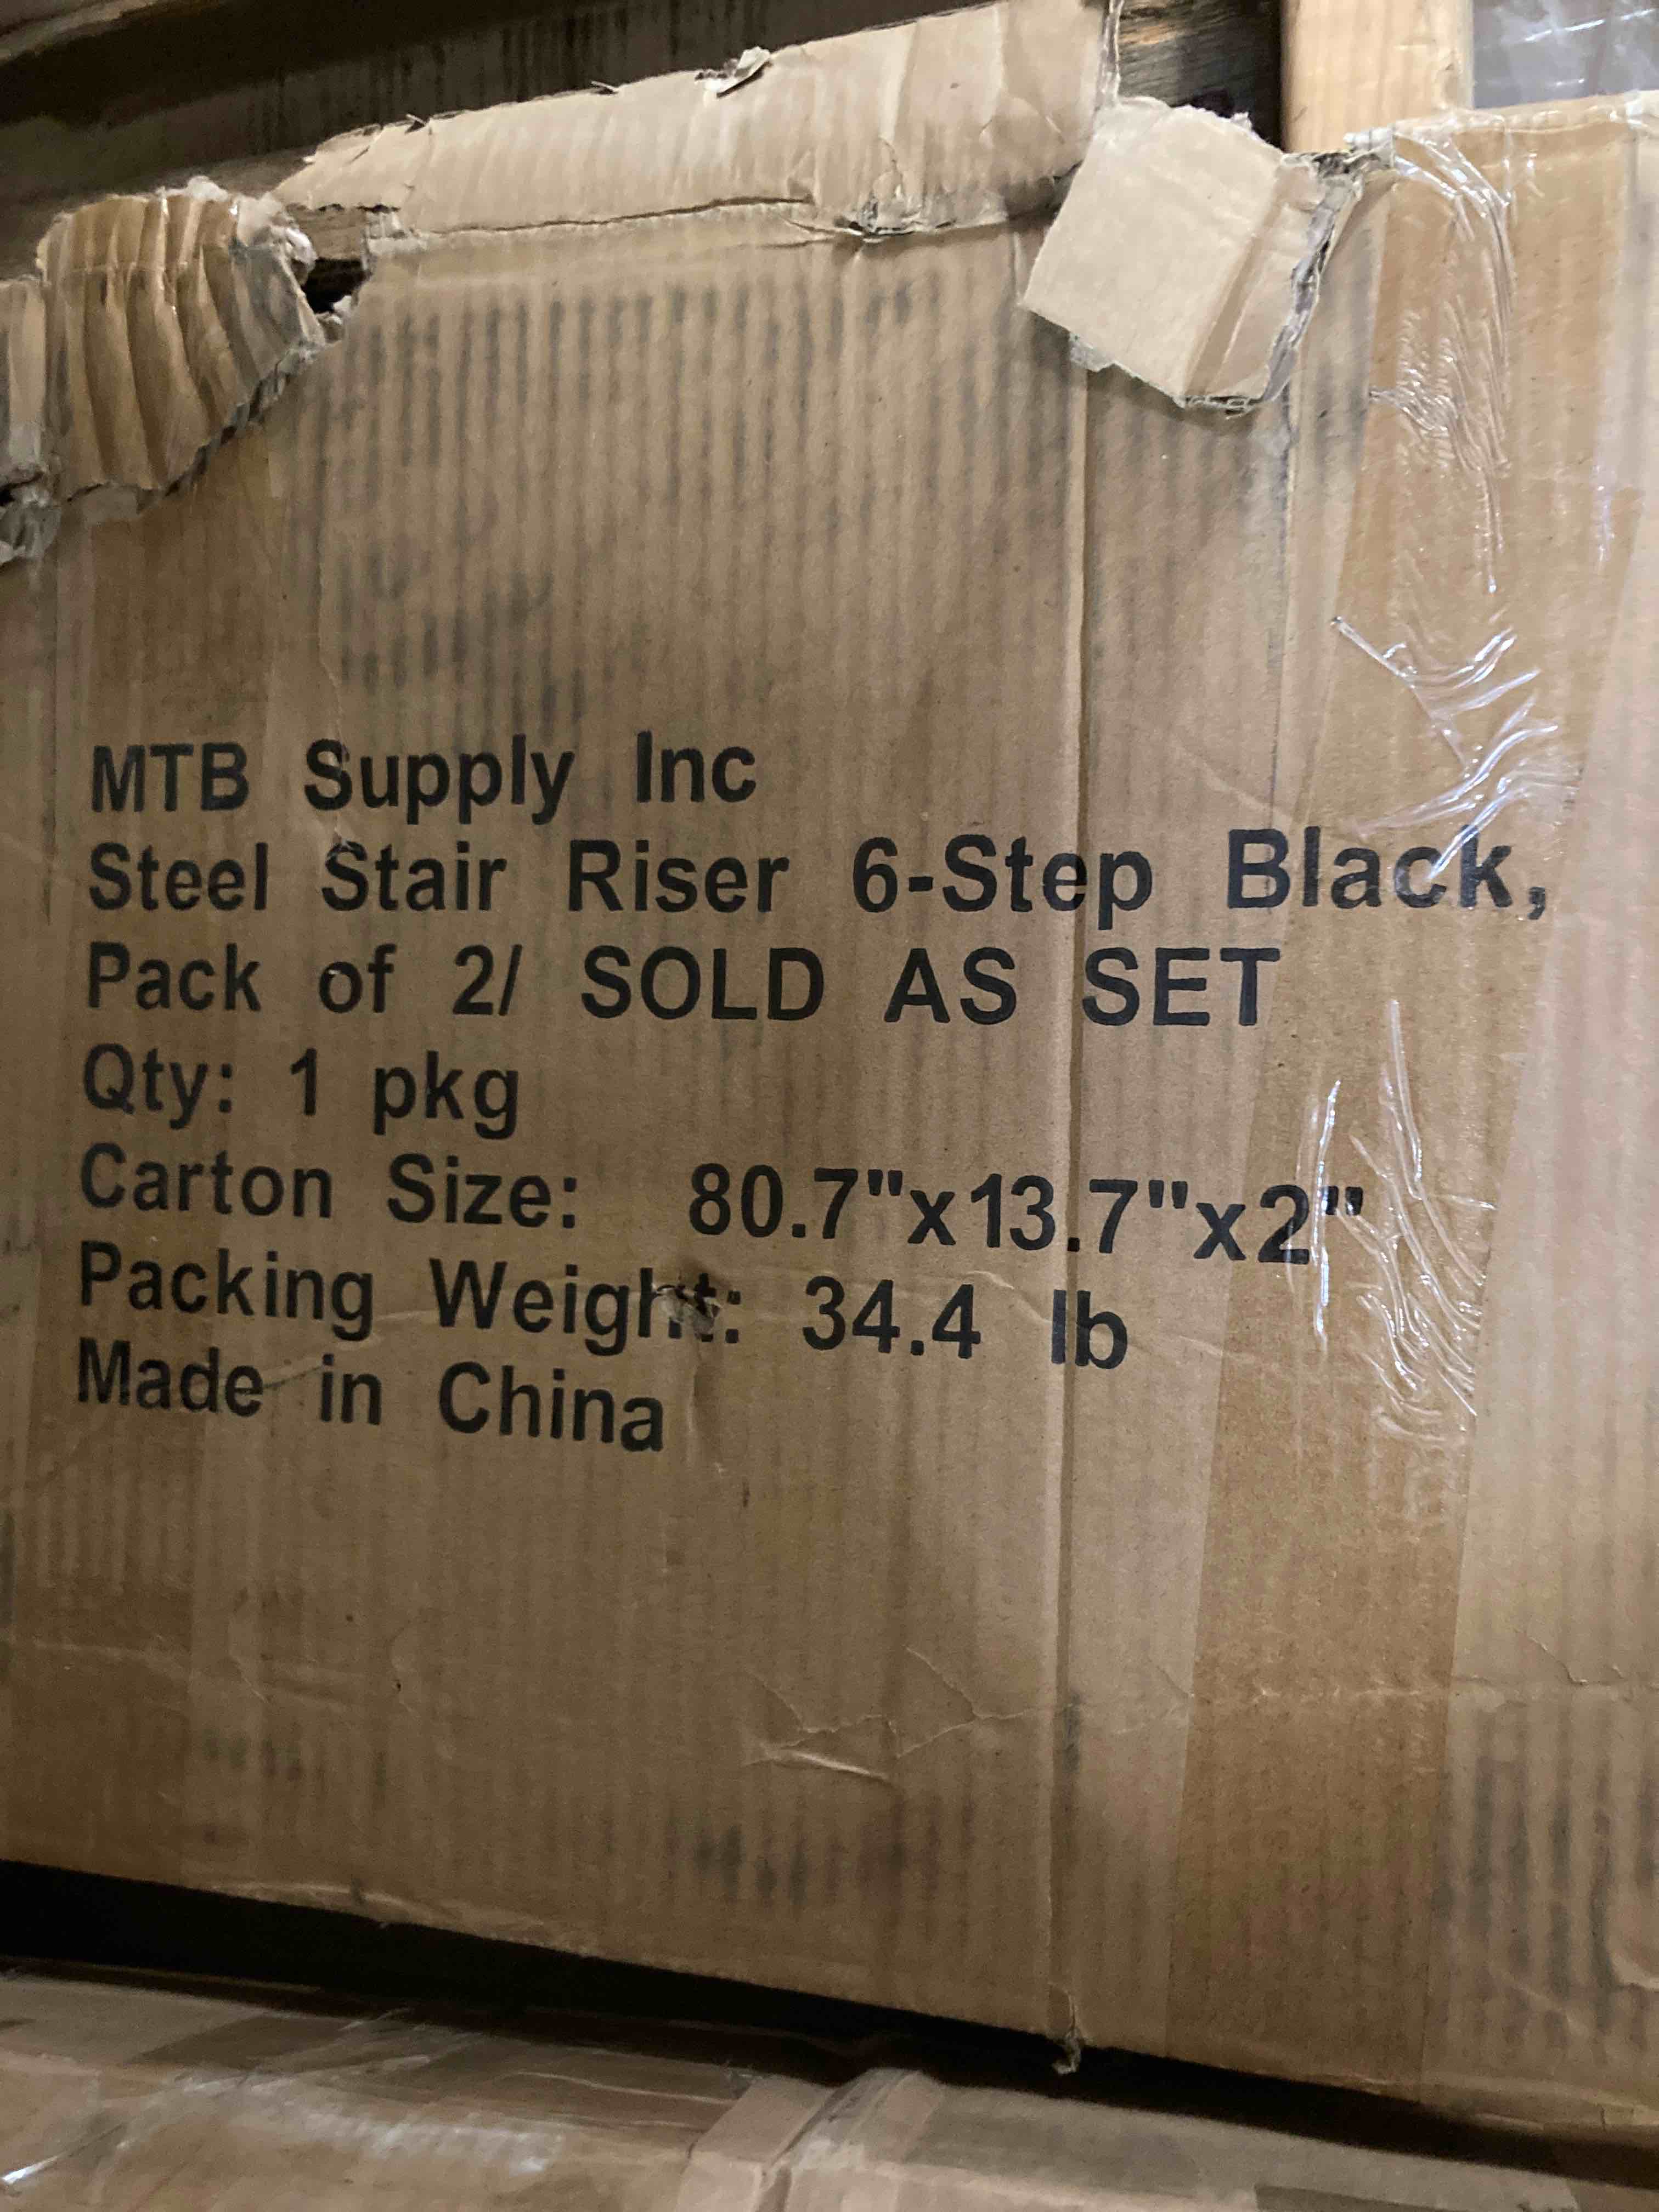 MTB Supply Inc
Steel Stair Riser 6-Step Black,
Pack of 2/ SOLD AS SET
Qty: 1 pkg
Carton Size: 80.7"x13.7"x2"
Packing Weight: 34.4 lb
Made in China